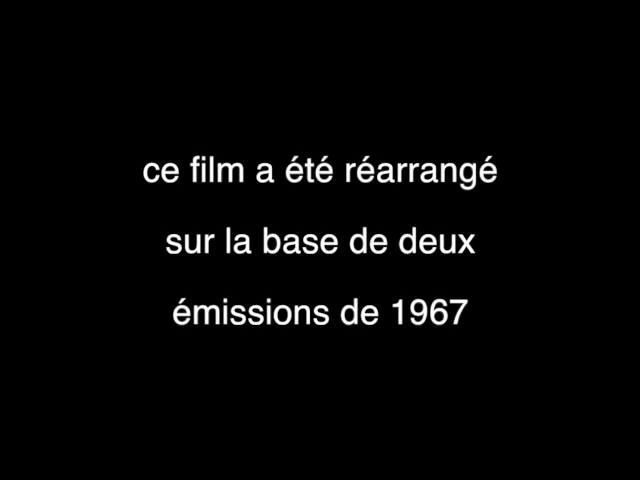 ce film a été réarrangé
sur la base de deux
émissions de 1967